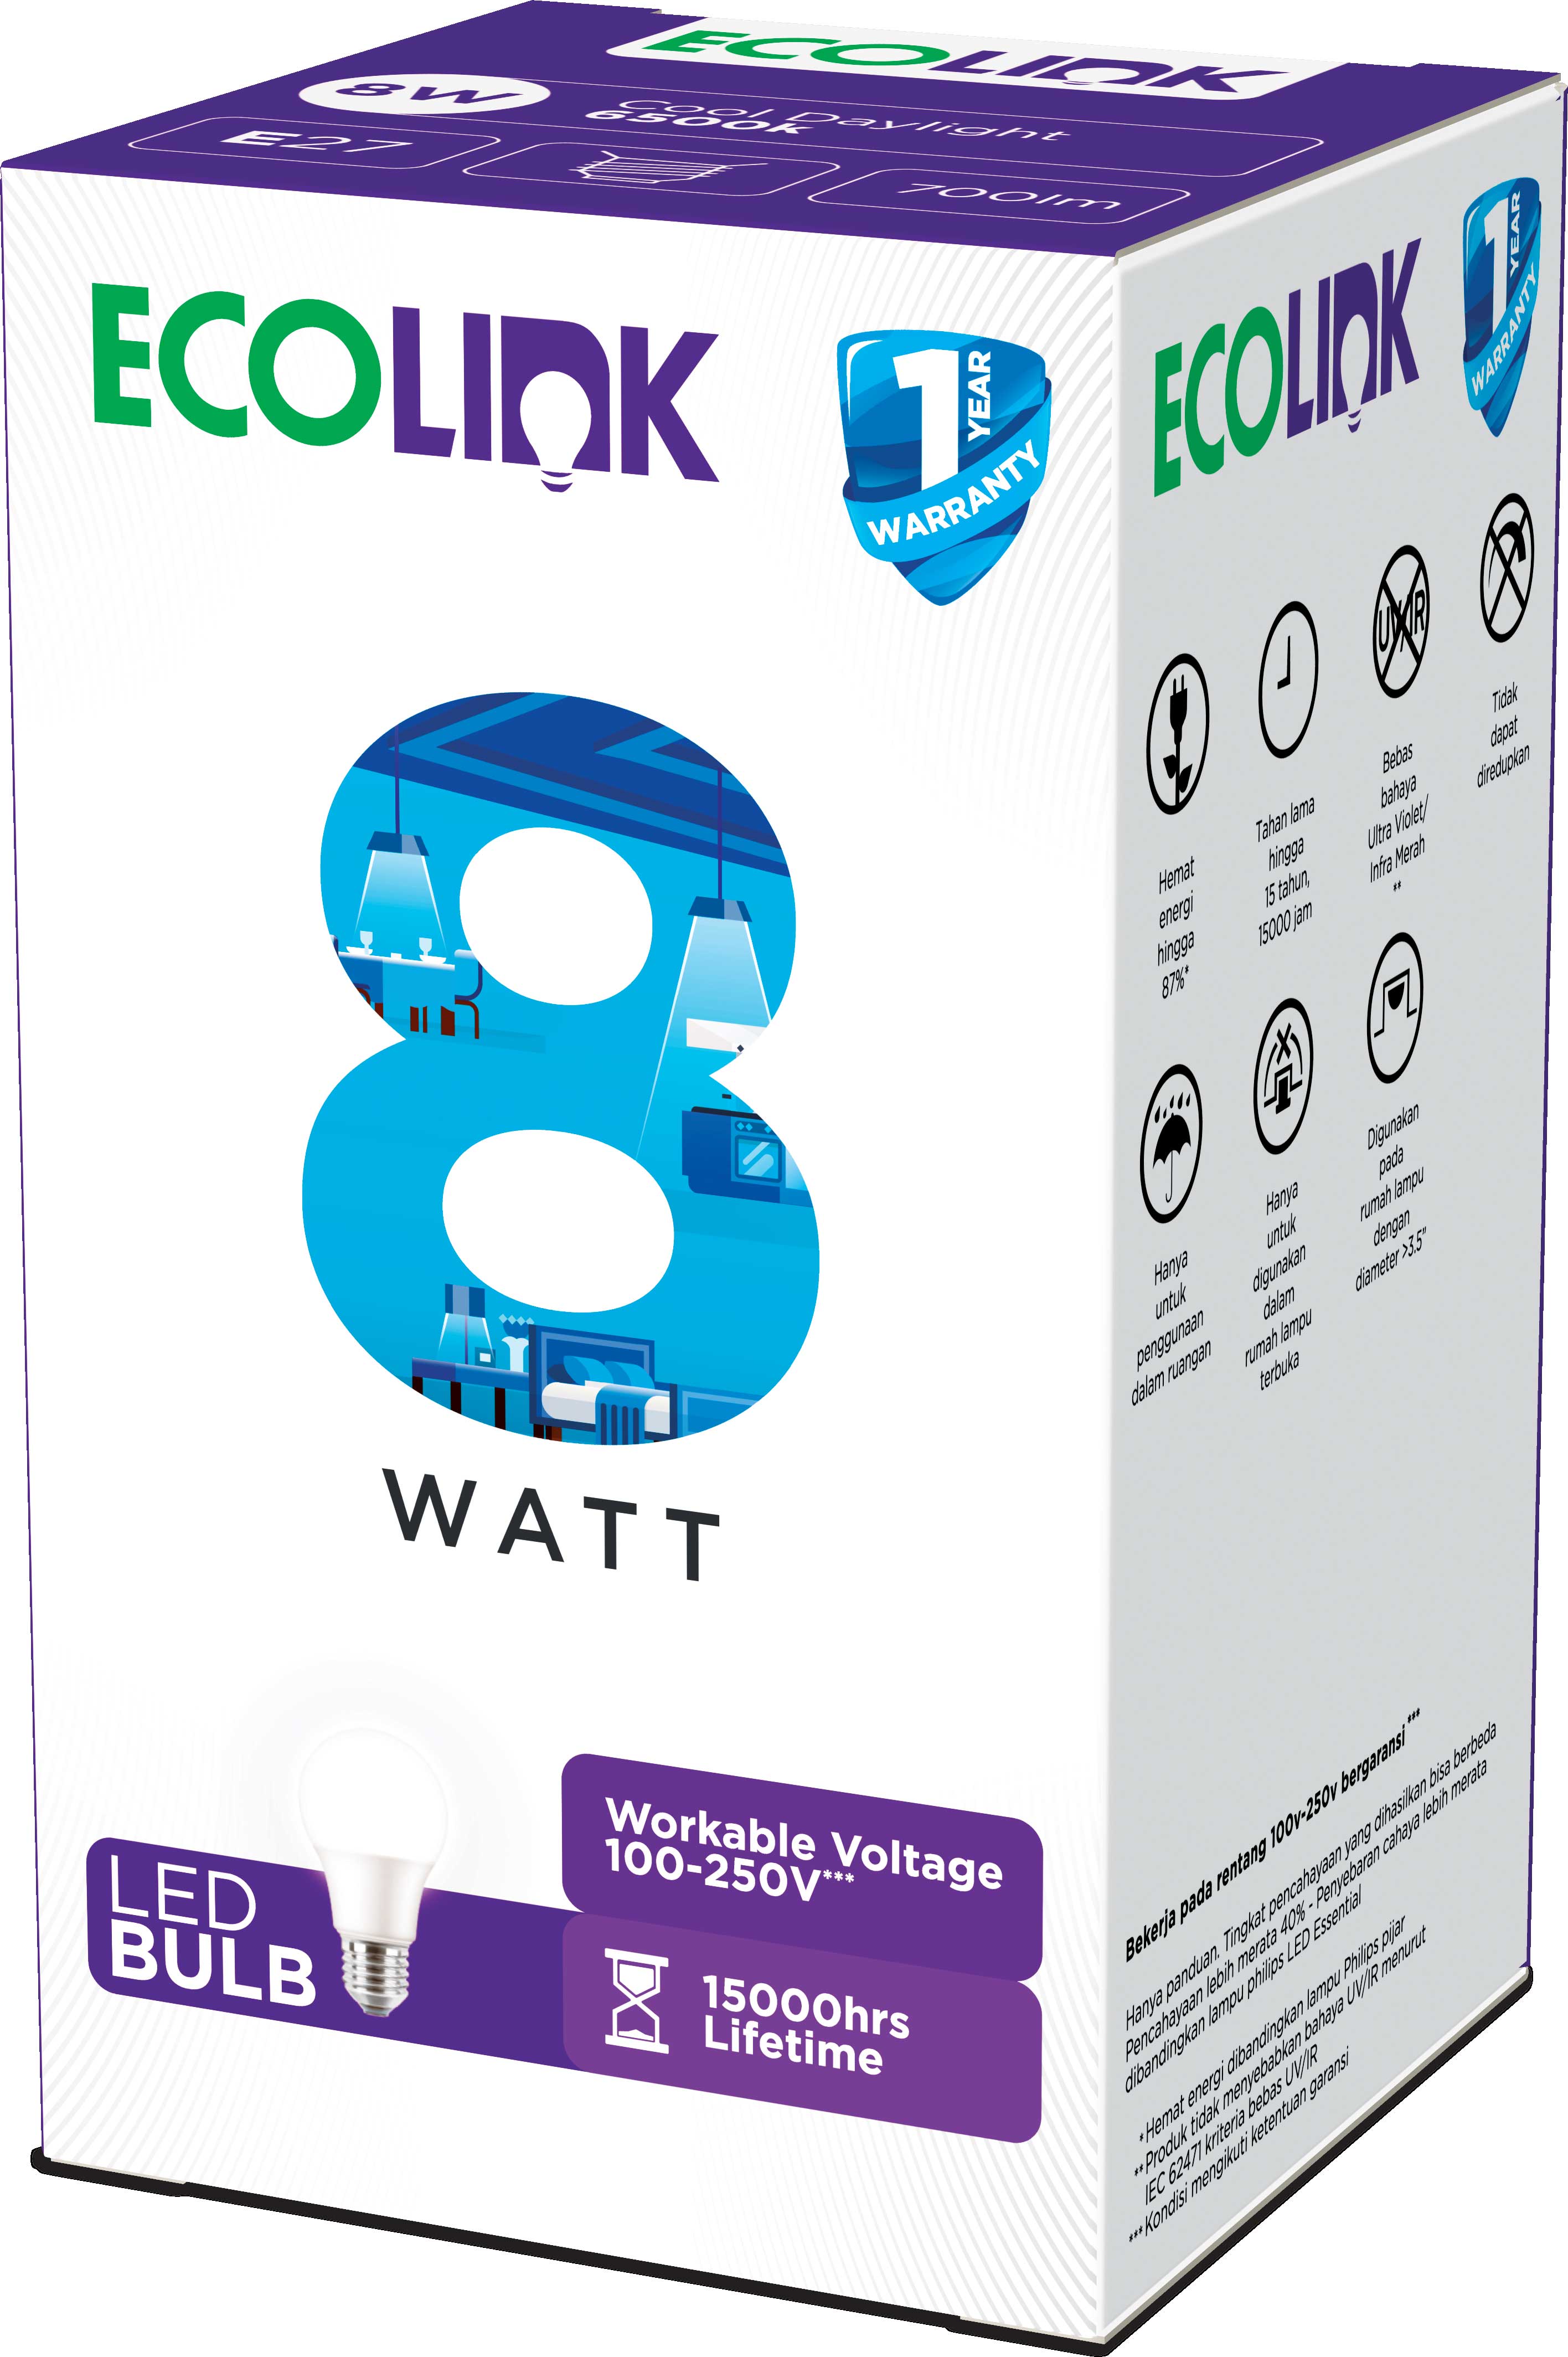 ECOLINK
8W
Cool Daylight
6500k
E27
700lm
ECOLINK
1
YEAR
WARRANTY
8
WATT
LED
BULB
Workable Voltage
100-250V***
15000hrs
Lifetime
ECOLINK
1
YEAR
WARRANTY
Hemat
energi
hingga
87%*
Tahan lama
hingga
15 tahun,
15000 jam
UV/IR
Bebas
bahaya
Ultra Violet/
Infra Merah
**
Tidak
dapat
diredupkan
Hanya
untuk
penggunaan
dalam ruangan
Hanya
untuk
digunakan
dalam
rumah lampu
terbuka
Digunakan
pada
rumah lampu
dengan
diameter >3.5”
Bekerja pada rentang 100v-250v bergaransi***
Hanya panduan. Tingkat pencahayaan yang dihasilkan bisa berbeda
Pencahayaan lebih merata 40% - Penyebaran cahaya lebih merata
dibandingkan lampu philips LED Essential
*Hemat energi dibandingkan lampu Philips pijar
**Produk tidak menyebabkan bahaya UV/IR menurut
IEC 62471 kriteria bebas UV/IR
***Kondisi mengikuti ketentuan garansi